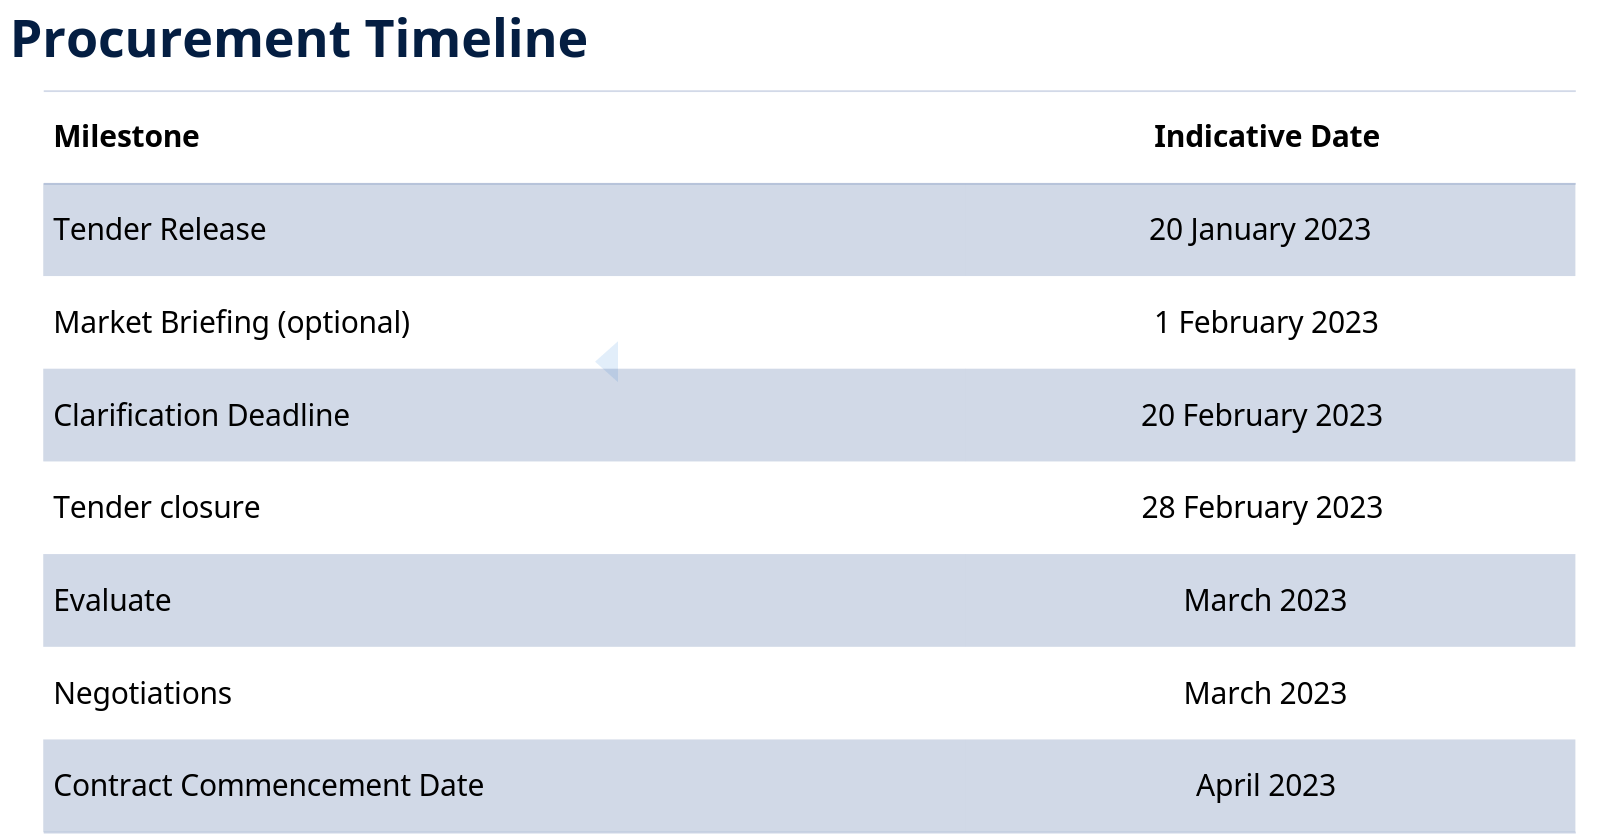 Procurement Timeline
Milestone Indicative Date
Tender Release 20 January 2023
Market Briefing (optional) 1 February 2023
Clarification Deadline 20 February 2023
Tender closure 28 February 2023
Evaluate March 2023
Negotiations March 2023
Contract Commencement Date April 2023